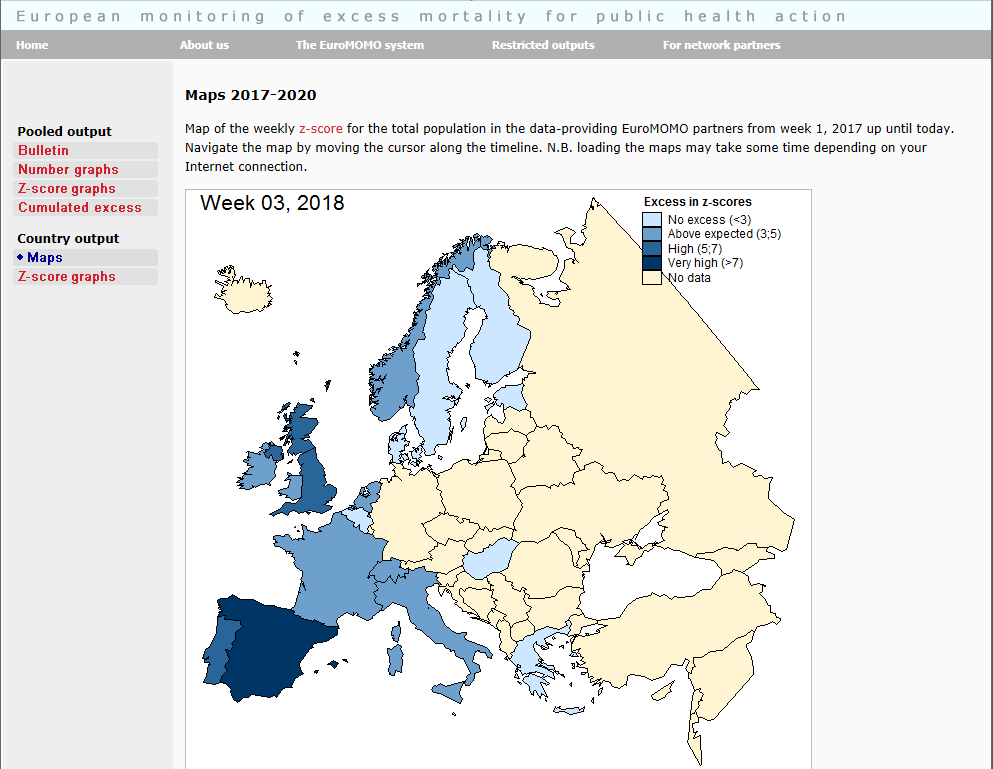 European monitoring of excess mortality for public health action
Home About us The EuroMOMO system Restricted outputs For network partners
Pooled output
Bulletin
Number graphs
Z-score graphs
Cumulated excess
Country output
Maps
Z-score graphs
Maps 2017-2020
Map of the weekly z-score for the total population in the data-providing EuroMOMO partners from week 1, 2017 up until today.
Navigate the map by moving the cursor along the timeline. N.B. loading the maps may take some time depending on your
Internet connection.
Week 03, 2018
Excess in z-scores
No excess (<3)
Above expected (3;5)
High (5;7)
Very high (>7)
No data